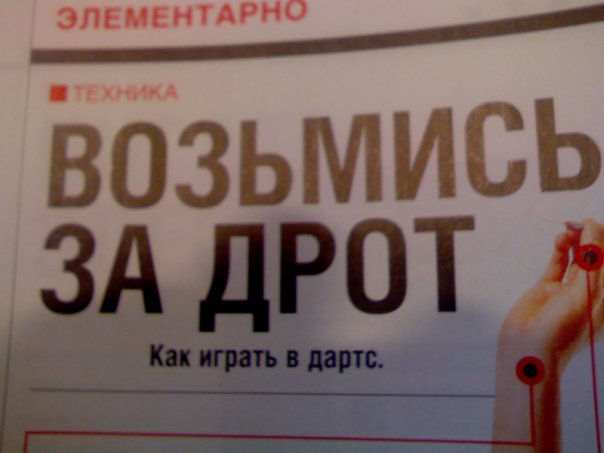 ЭЛЕМЕНТАРНО
ТЕХНИКА
ВОЗЬМИСЬ
ЗА ДРОТ
Как играть в дартс.